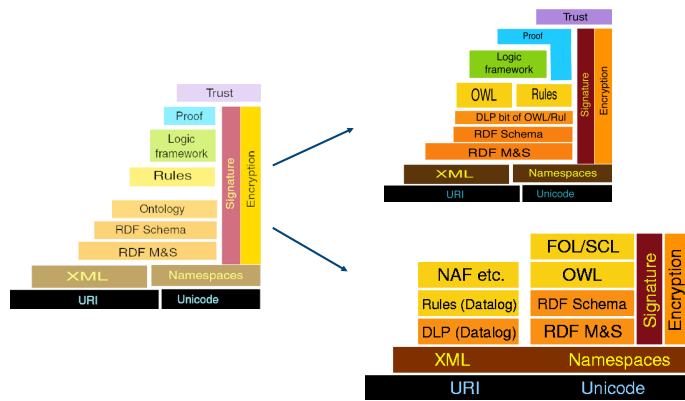 Trust
Proof
Logic
framework
Rules
Ontology
RDF Schema
RDF M&S
Signature
Encryption
XML
Namespaces
URI
Unicode
Trust
Proof
Logic
framework
OWL
Rules
DLP bit of OWL/Rul
RDF Schema
RDF M&S
Signature
Encryption
XML
Namespaces
URI
Unicode
FOL/SCL
NAF etc.
OWL
Rules (Datalog)
RDF Schema
DLP (Datalog)
RDF M&S
Signature
Encryption
XML
Namespaces
URI
Unicode